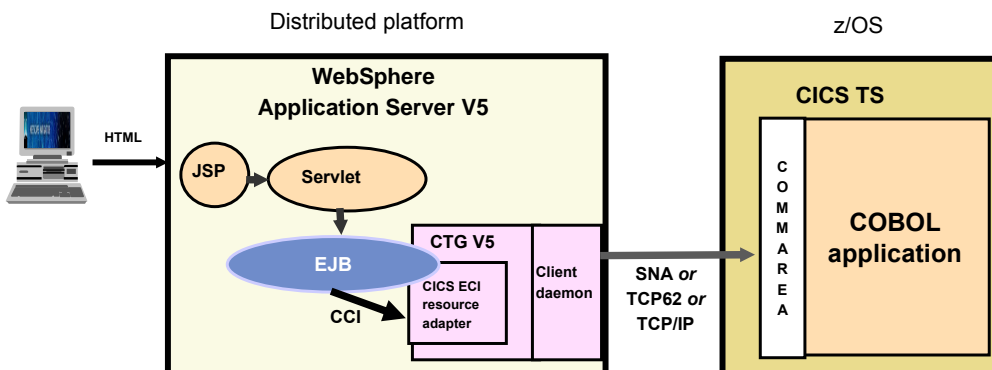 Distributed platform
z/OS
WebSphere
Application Server V5
CICS TS
HTML
JSP
Servlet
EJB
CTG V5
CICS ECI
resource
adapter
Client
daemon
CCI
SNA or
TCP62 or
TCP/IP
C
O
M
M
A
R
E
A
COBOL
application